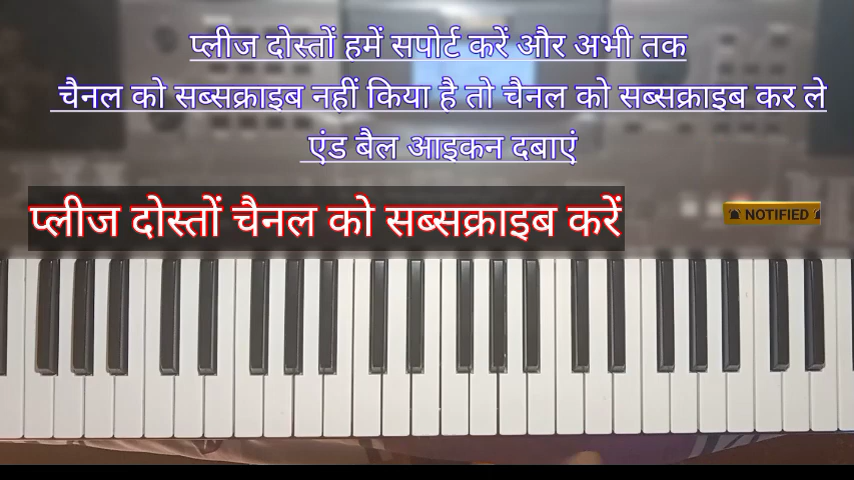 प्लीज दोस्तों हमें सपोर्ट करें और अभी तक
चैनल को सब्सक्राइब नहीं किया है तो चैनल को सब्सक्राइब कर ले
एंड बैल आइकन दबाएं
प्लीज दोस्तों चैनल को सब्सक्राइब करें
NOTIFIED